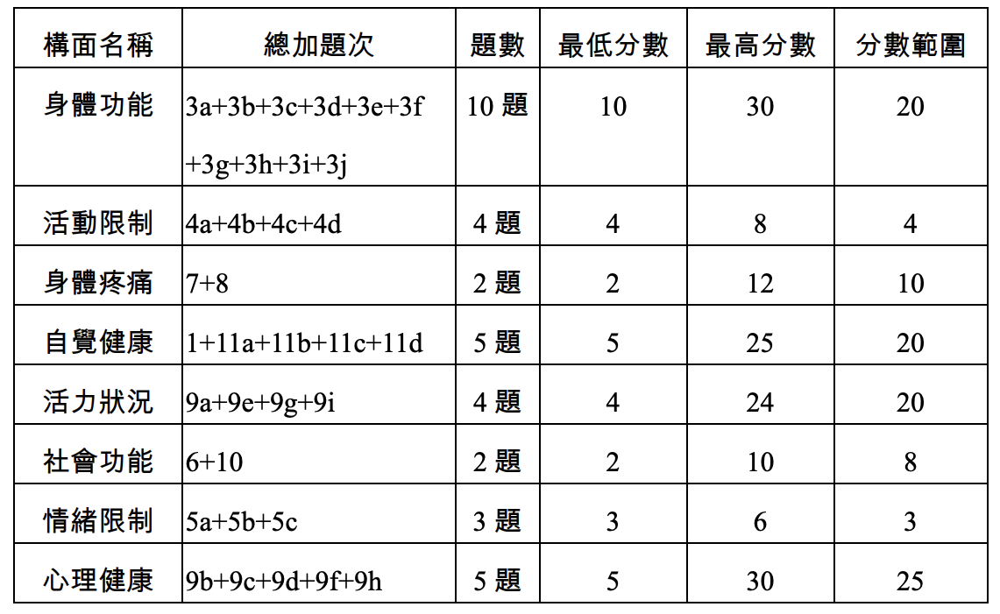 構面名稱 總加題次 題數 最低分數 最高分數 分數範圍
身體功能 3a+3b+3c+3d+3e+3f 10 題 10 30 20
+3g+3h+3i+3j
活動限制 4a+4b+4c+4d 4 題 4 8 4
身體疼痛 7+8 2 題 2 12 10
自覺健康 1+11a+11b+11c+11d 5 題 5 25 20
活力狀況 9a+9e+9g+9i 4 題 4 24 20
社會功能 6+10 2 題 2 10 8
情緒限制 5a+5b+5c 3 題 3 6 3
心理健康 9b+9c+9d+9f+9h 5 題 5 30 25